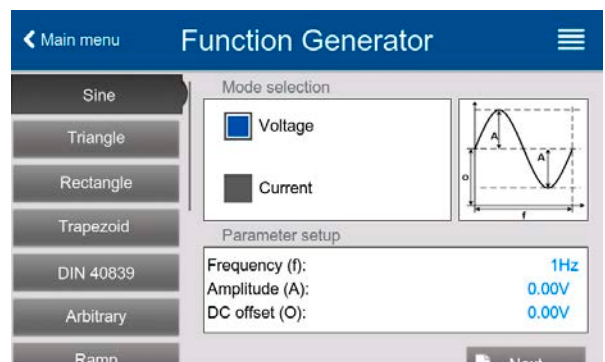 Main menu
Function Generator
Sine
Triangle
Rectangle
Trapezoid
DIN 40839
Arbitrary
Ramp
Mode selection
Voltage
Current
A
A
o
f
Parameter setup
Frequency (f): 1Hz
Amplitude (A): 0.00V
DC offset (O): 0.00V
Next